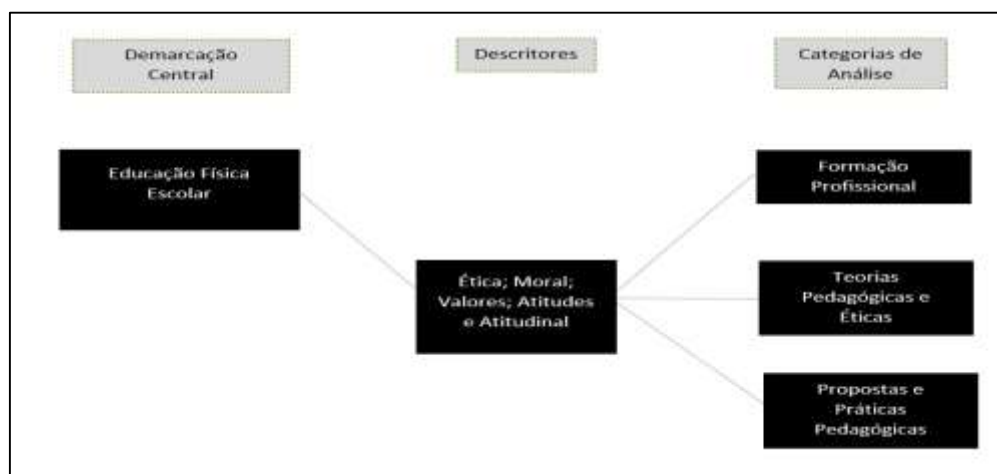 Demarcação
Central
Descritores
Categorias de
Análise
Educação Física
Escolar
Ética; Moral;
Valores; Atitudes
e Atitudinal
Formação
Profissional
Teorias
Pedagógicas e
Éticas
Propostas e
Práticas
Pedagógicas